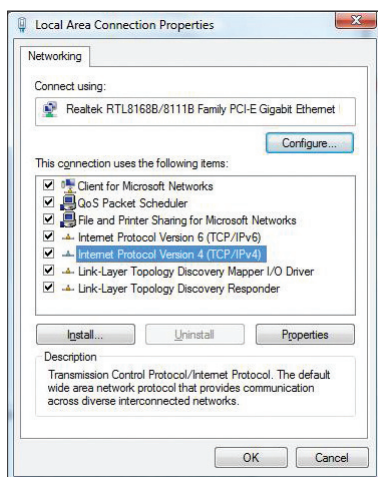 Local Area Connection Properties
Networking
Connect using:
Realtek RTL8168B/8111B Family PCI-E Gigabit Ethernet
Configure...
This connection uses the following items:
Client for Microsoft Networks
QoS Packet Scheduler
File and Printer Sharing for Microsoft Networks
Internet Protocol Version 6 (TCP/IPv6)
Internet Protocol Version 4 (TCP/IPv4)
Link-Layer Topology Discovery Mapper I/O Driver
Link-Layer Topology Discovery Responder
Install... Uninstall Properties
Description
Transmission Control Protocol/Internet Protocol. The default
wide area network protocol that provides communication
across diverse interconnected networks.
OK Cancel